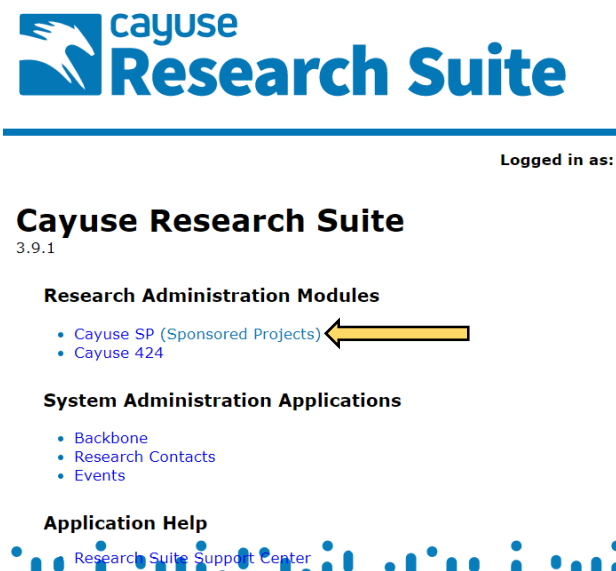 cayuse
Research Suite
Logged in as:
Cayuse Research Suite
3.9.1
Research Administration Modules
• Cayuse SP (Sponsored Projects)
• Cayuse 424
System Administration Applications
• Backbone
• Research Contacts
• Events
Application Help
• Research Suite Support Center